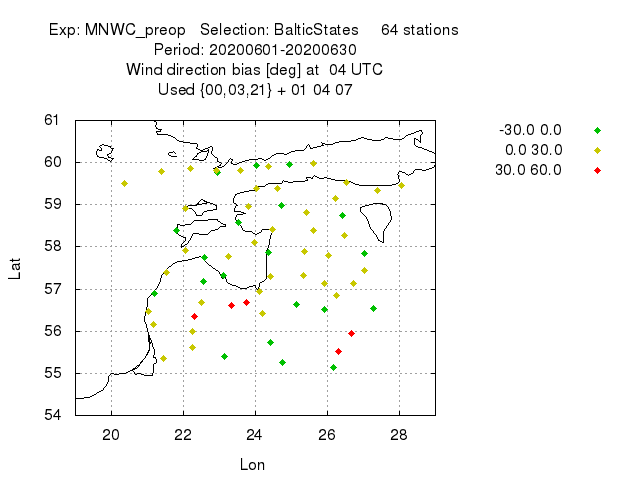 Exp: MNWC_preop Selection: BalticStates 64 stations
Period: 20200601-20200630
Wind direction bias [deg] at 04 UTC
Used {00,03,21} + 01 04 07
-30.0 0.0
0.0 30.0
30.0 60.0
61
60
59
58
57
56
55
54
Lat
20 22 24 26 28
Lon